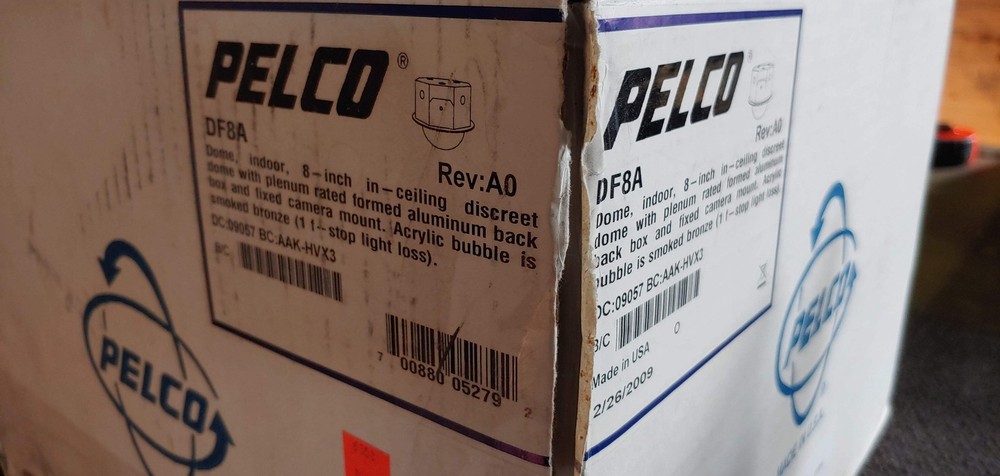 PELCO®
DF8A
Rev:A0
Dome, indoor, 8-inch in-ceiling discreet
dome with plenum rated formed aluminum back
box and fixed camera mount. Acrylic bubble is
smoked bronze (1 f-stop light loss).
DC:09057 BC:AAK-HVX3
B/C
7 00880 05279 2
PELCO
PELCO
Rev:A0
DF8A
Dome, indoor, 8-inch in-ceiling discreet
dome with plenum rated formed aluminum
back box and fixed camera mount. Acrylic
bubble is smoked bronze (1 f-stop light loss).
DC:09057 BC:AAK-HVX3
B/C
0
Made in USA
2/26/2009
PELCO
MADE IN U.S.A.